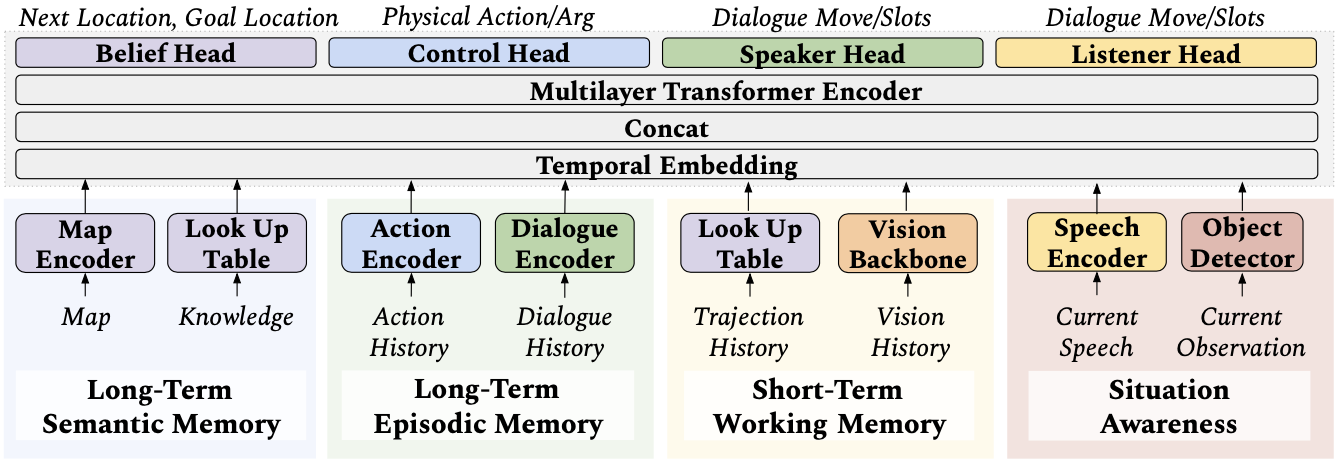 Next Location, Goal Location Physical Action/Arg Dialogue Move/Slots Dialogue Move/Slots
Belief Head Control Head Speaker Head Listener Head
Multilayer Transformer Encoder
Concat
Temporal Embedding
Map Look Up Action Dialogue Look Up Vision Speech Object
Encoder Table Encoder Encoder Table Backbone Encoder Detector
Map Knowledge Action Dialogue Trajection Vision Current Current
History History History History Speech Observation
Long-Term Long-Term Short-Term Situation
Semantic Memory Episodic Memory Working Memory Awareness